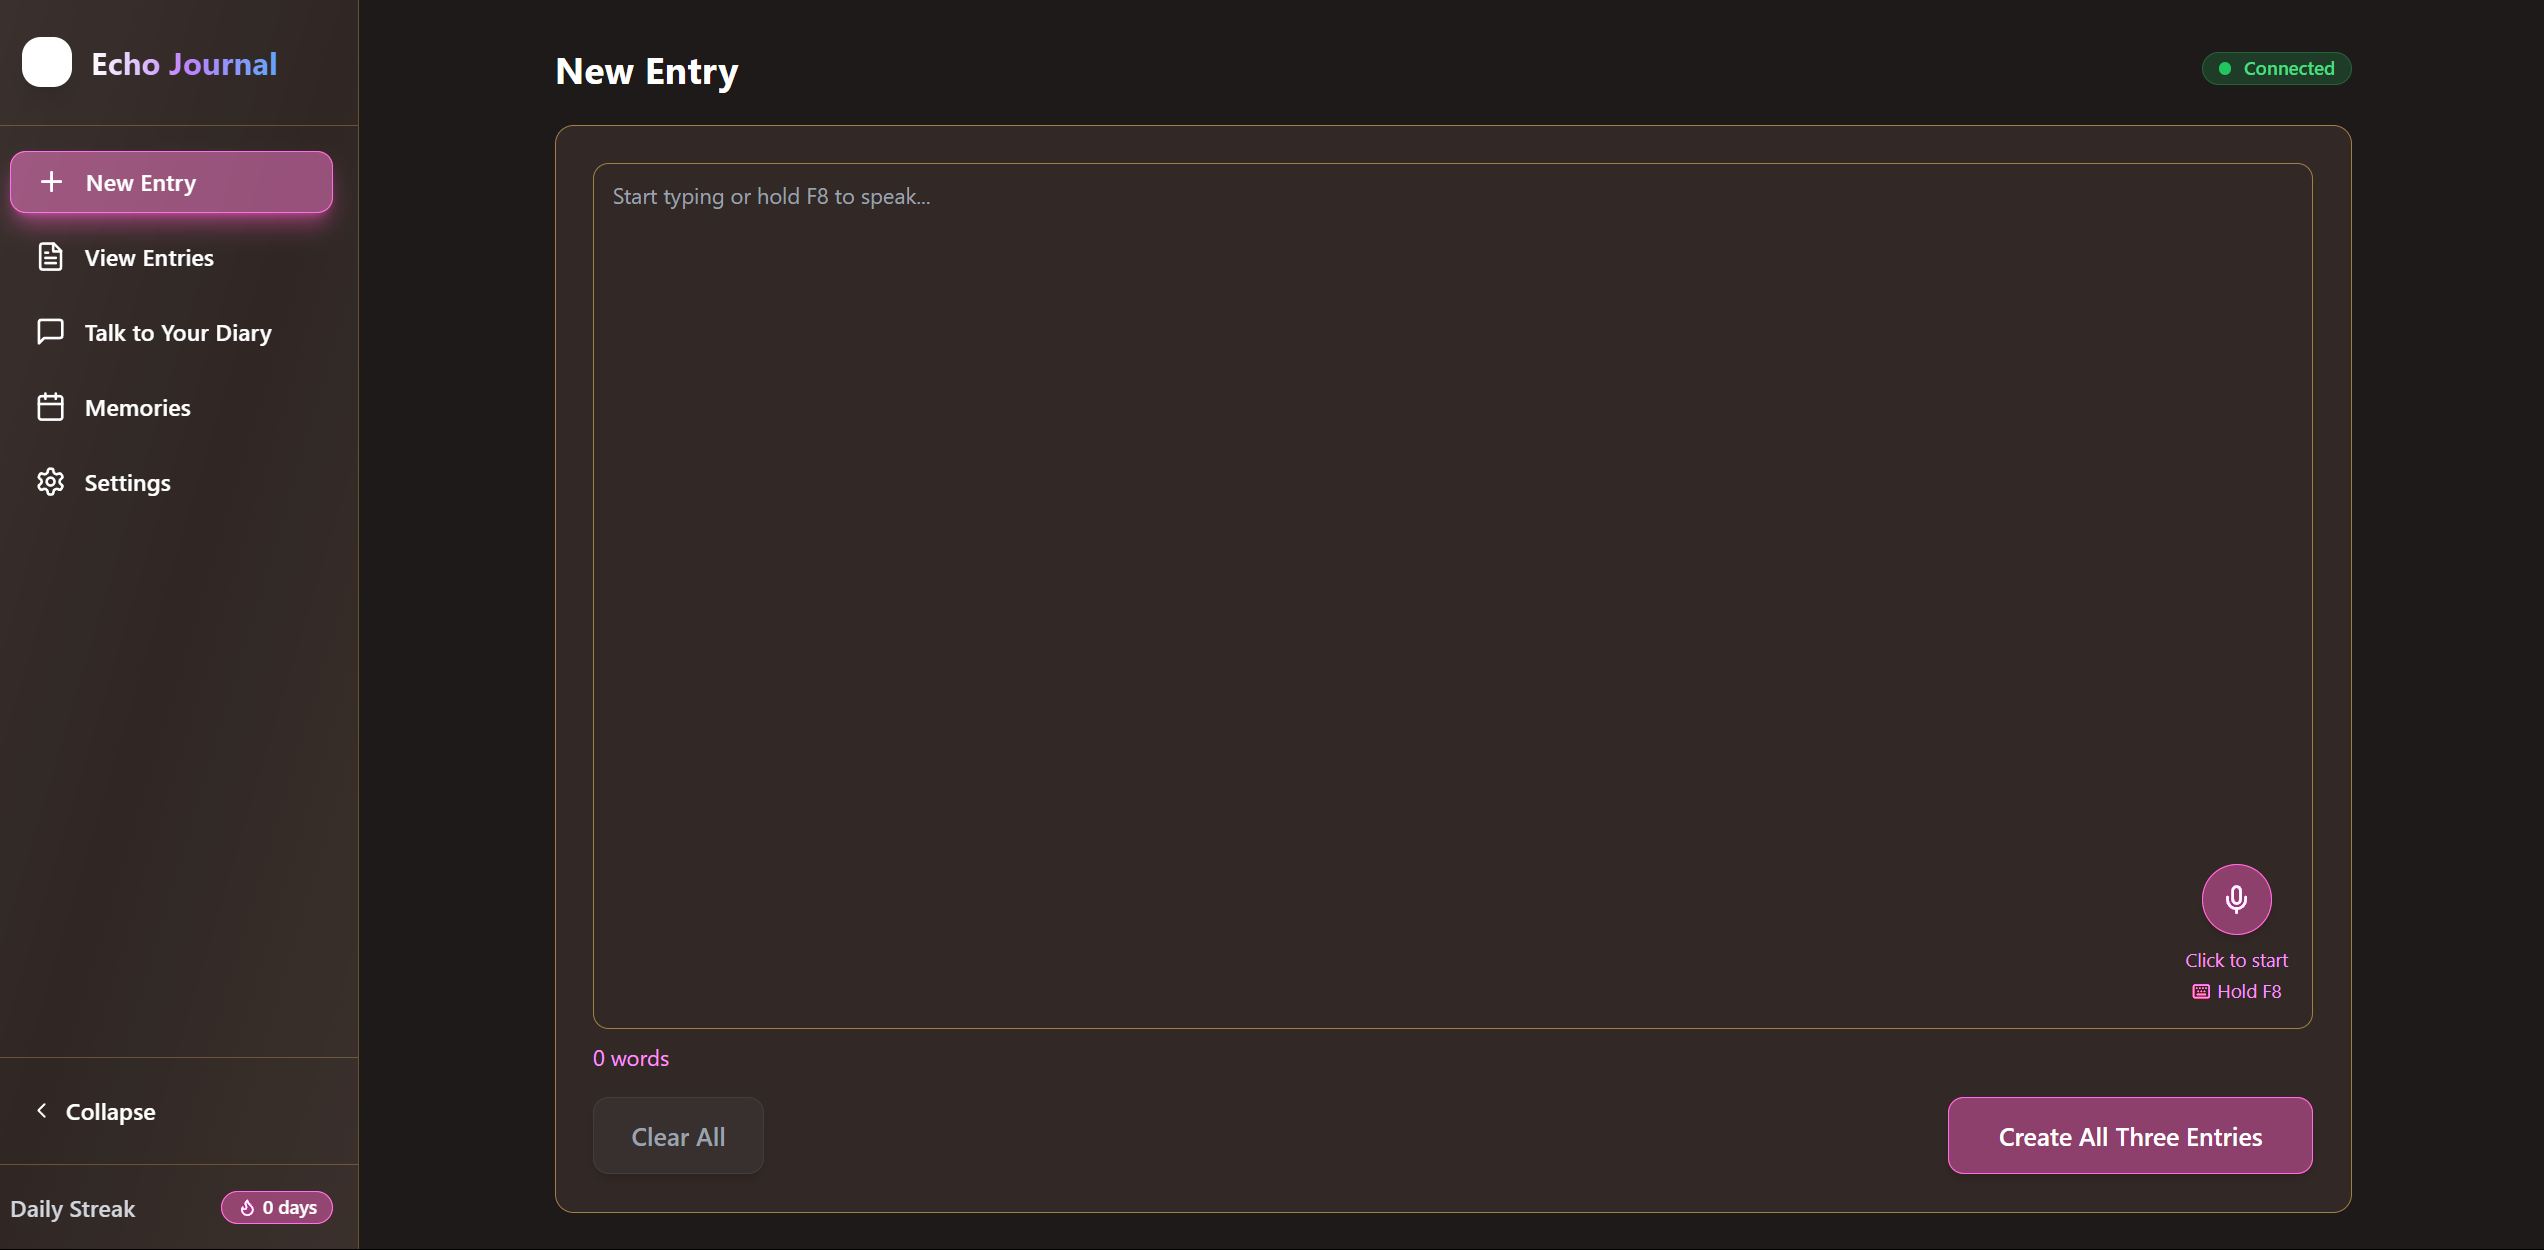 Echo Journal
New Entry
View Entries
Talk to Your Diary
Memories
Settings
Collapse
Daily Streak
0 days
New Entry
Connected
Start typing or hold F8 to speak...
Click to start
Hold F8
0 words
Clear All
Create All Three Entries